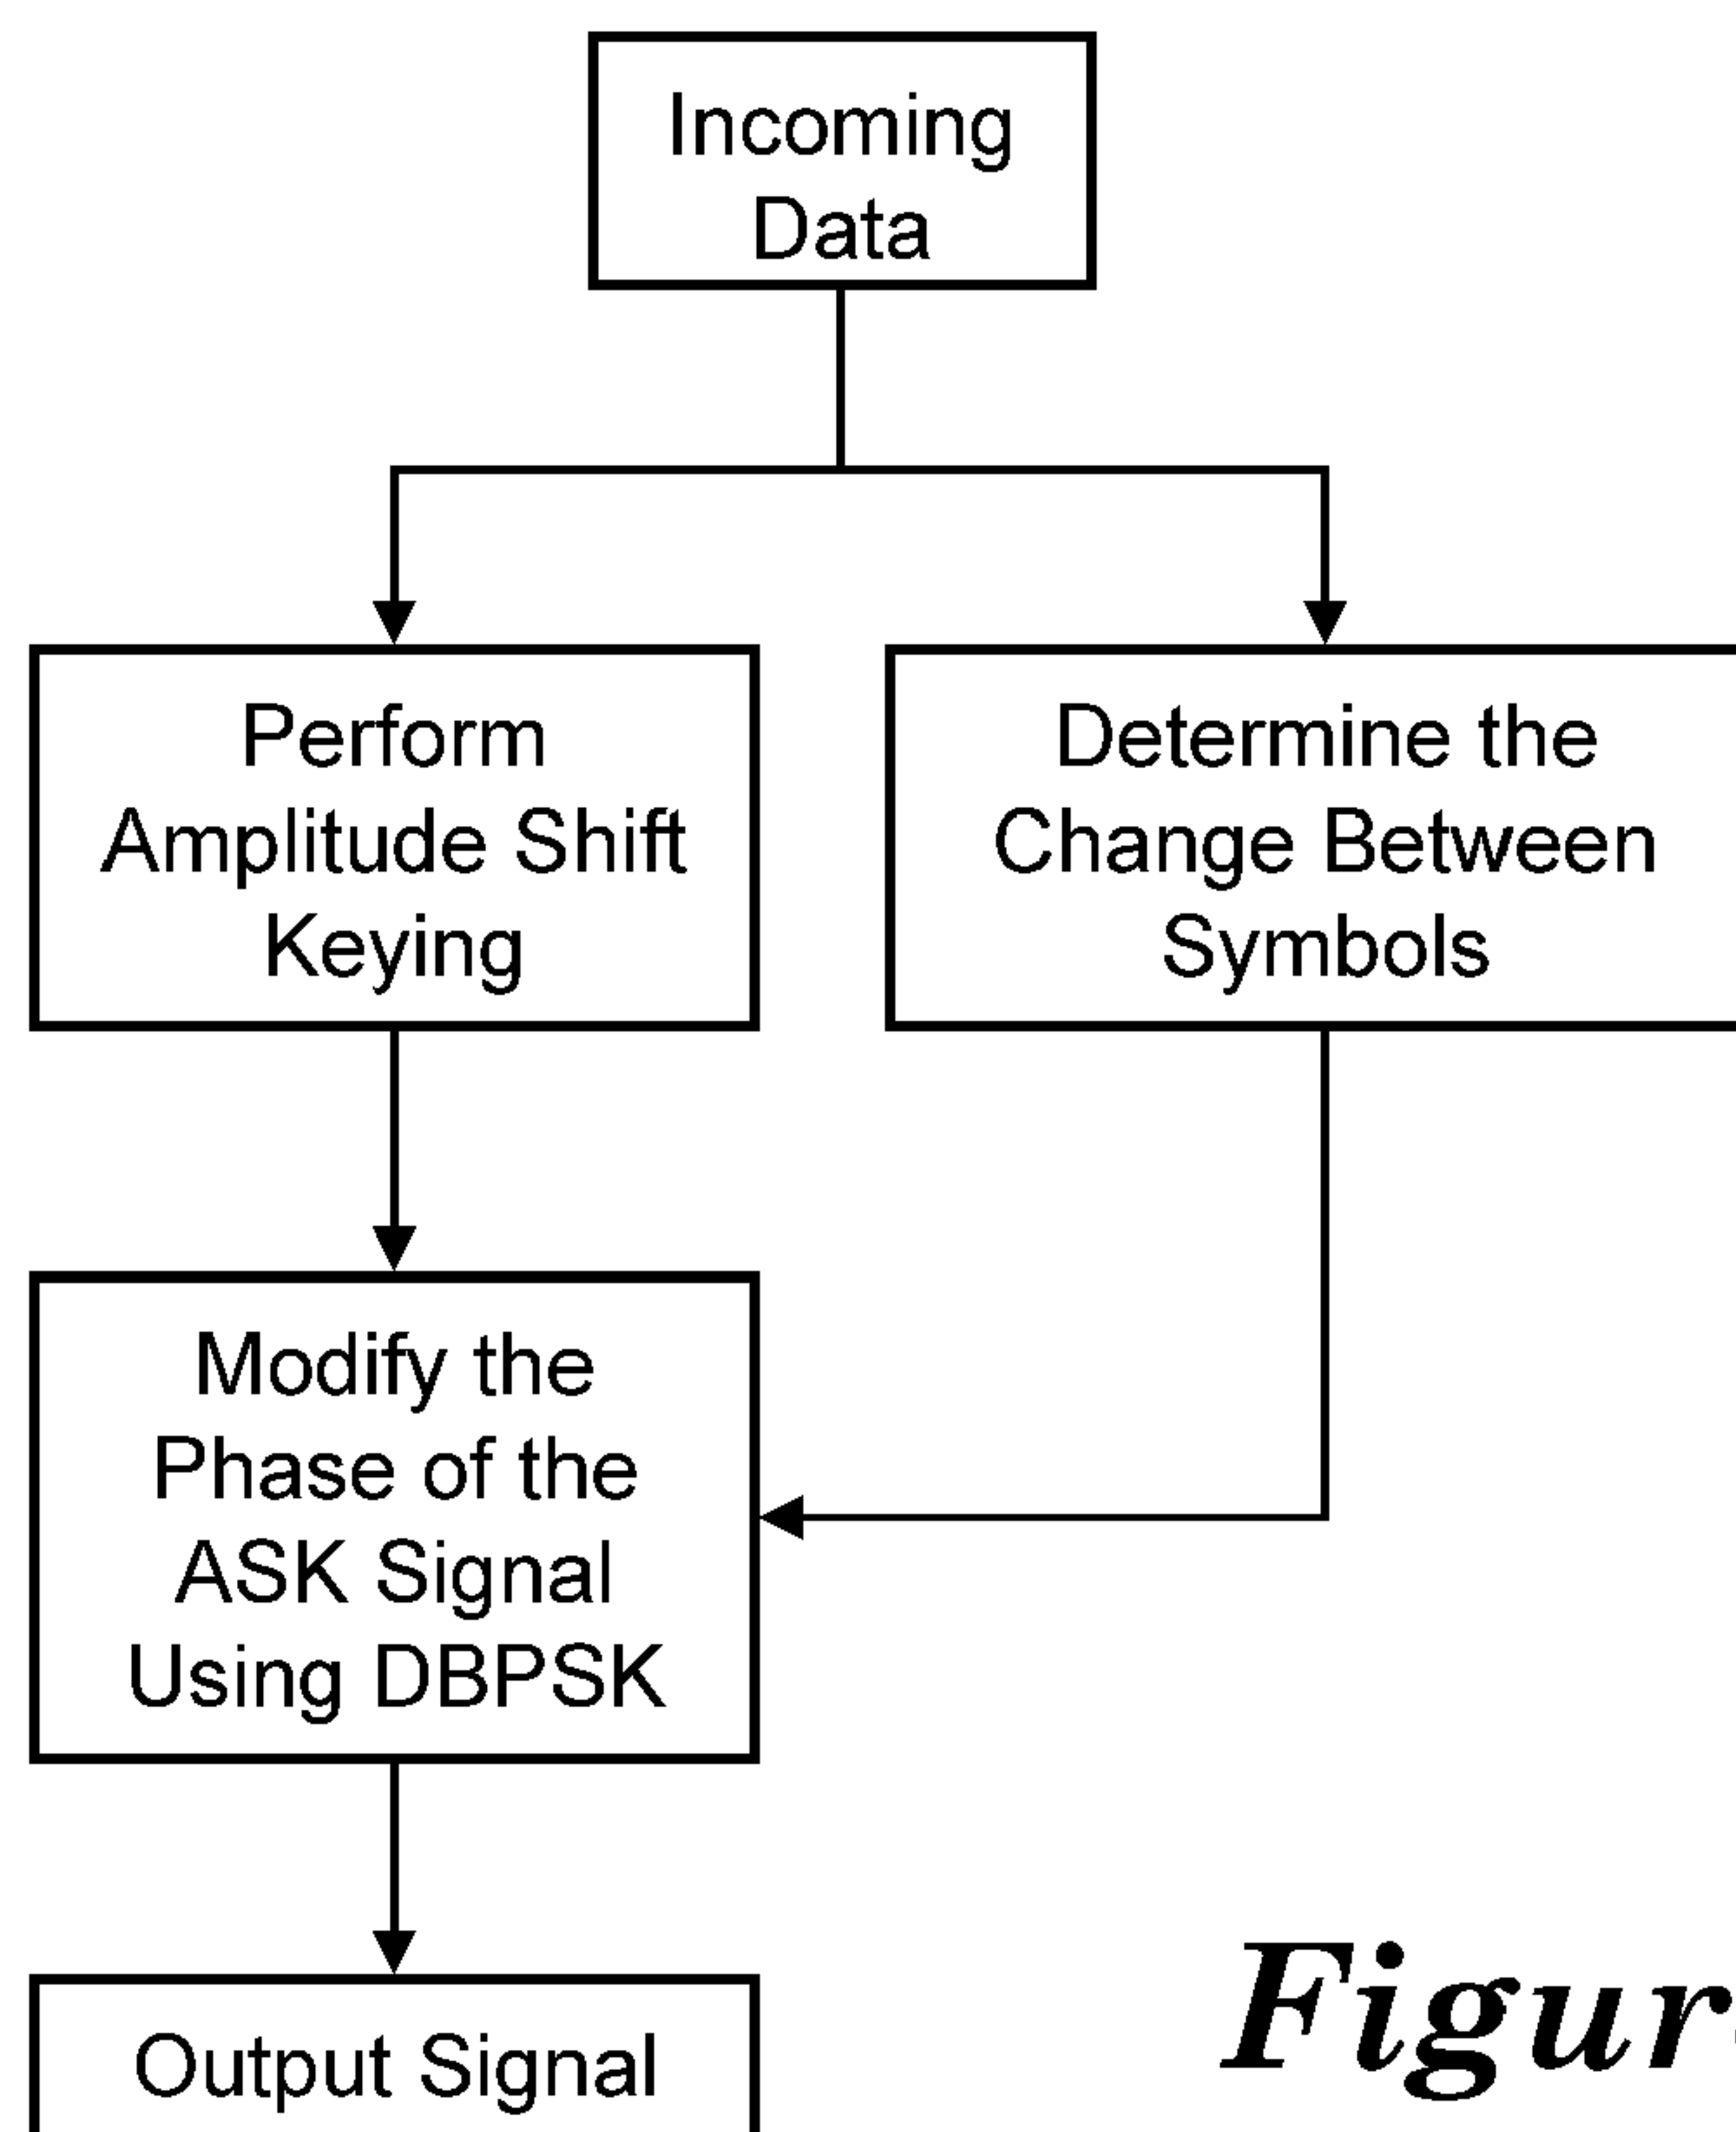 Incoming
Data
Perform
Amplitude Shift
Keying
Determine the
Change Between
Symbols
Modify the
Phase of the
ASK Signal
Using DBPSK
Output Signal